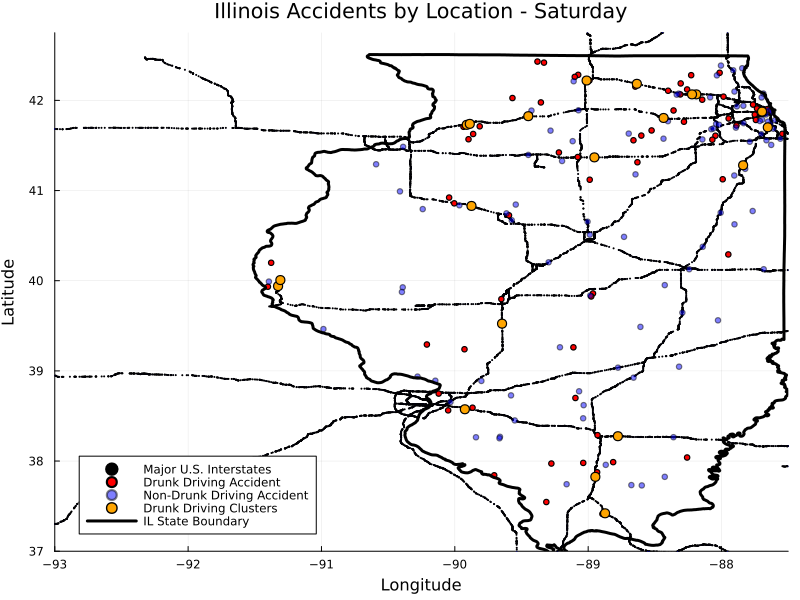 Illinois Accidents by Location - Saturday
Latitude
42
41
40
39
38
37
Major U.S. Interstates
Drunk Driving Accident
Non-Drunk Driving Accident
Drunk Driving Clusters
IL State Boundary
−93 −92 −91 −90 −89 −88
Longitude